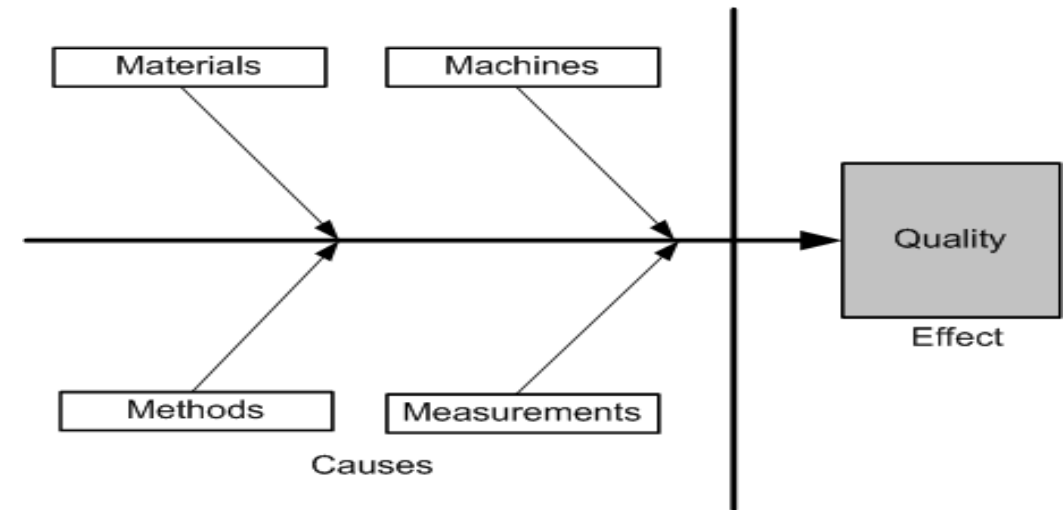 Materials
Machines
Quality
Effect
Methods
Measurements
Causes